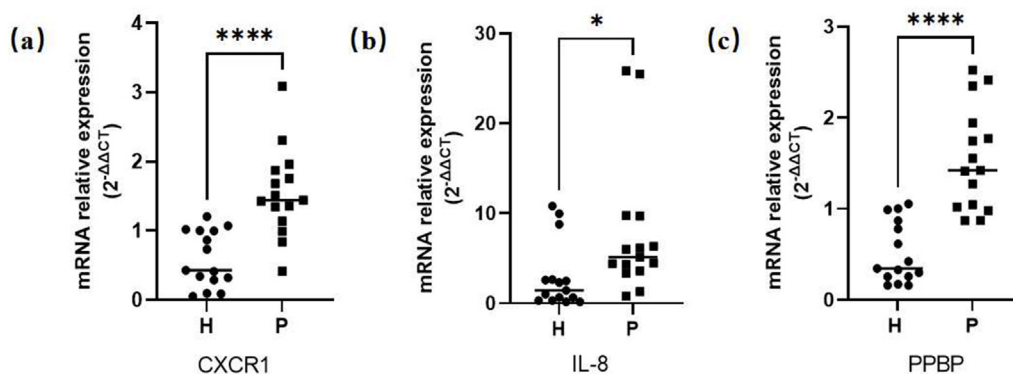 (a)
mRNA relative expression
(2-ΔΔCT)
4
3
2
1
0
****
H P
CXCR1
(b)
mRNA relative expression
(2-ΔΔCT)
30
20
10
0
*
H P
IL-8
(c)
mRNA relative expression
(2-ΔΔCT)
3
2
1
0
****
H P
PPBP